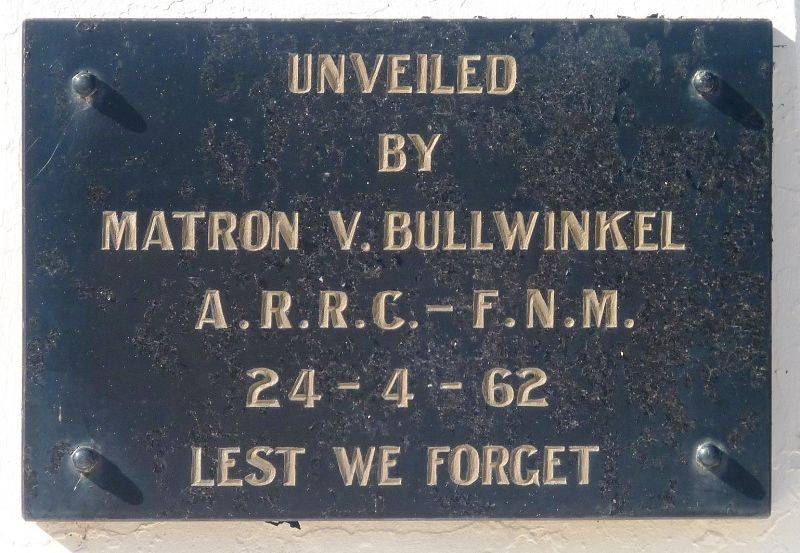 UNVEILED
BY
MATRON V. BULLWINKEL
A.R.R.C. – F.N.M.
24 – 4 – 62
LEST WE FORGET